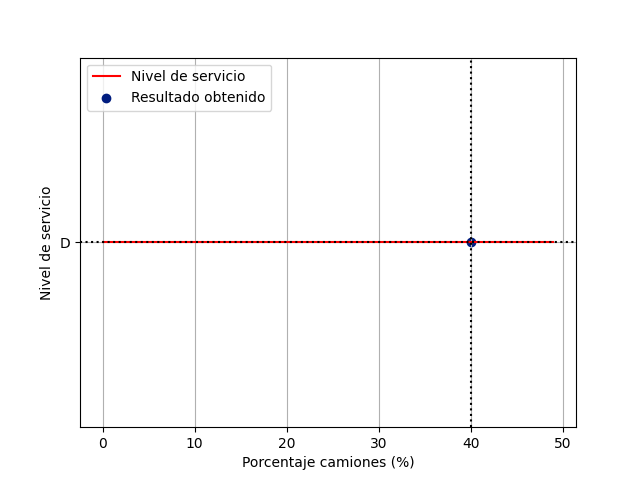 Nivel de servicio
Resultado obtenido
Nivel de servicio
D
0 10 20 30 40 50
Porcentaje camiones (%)